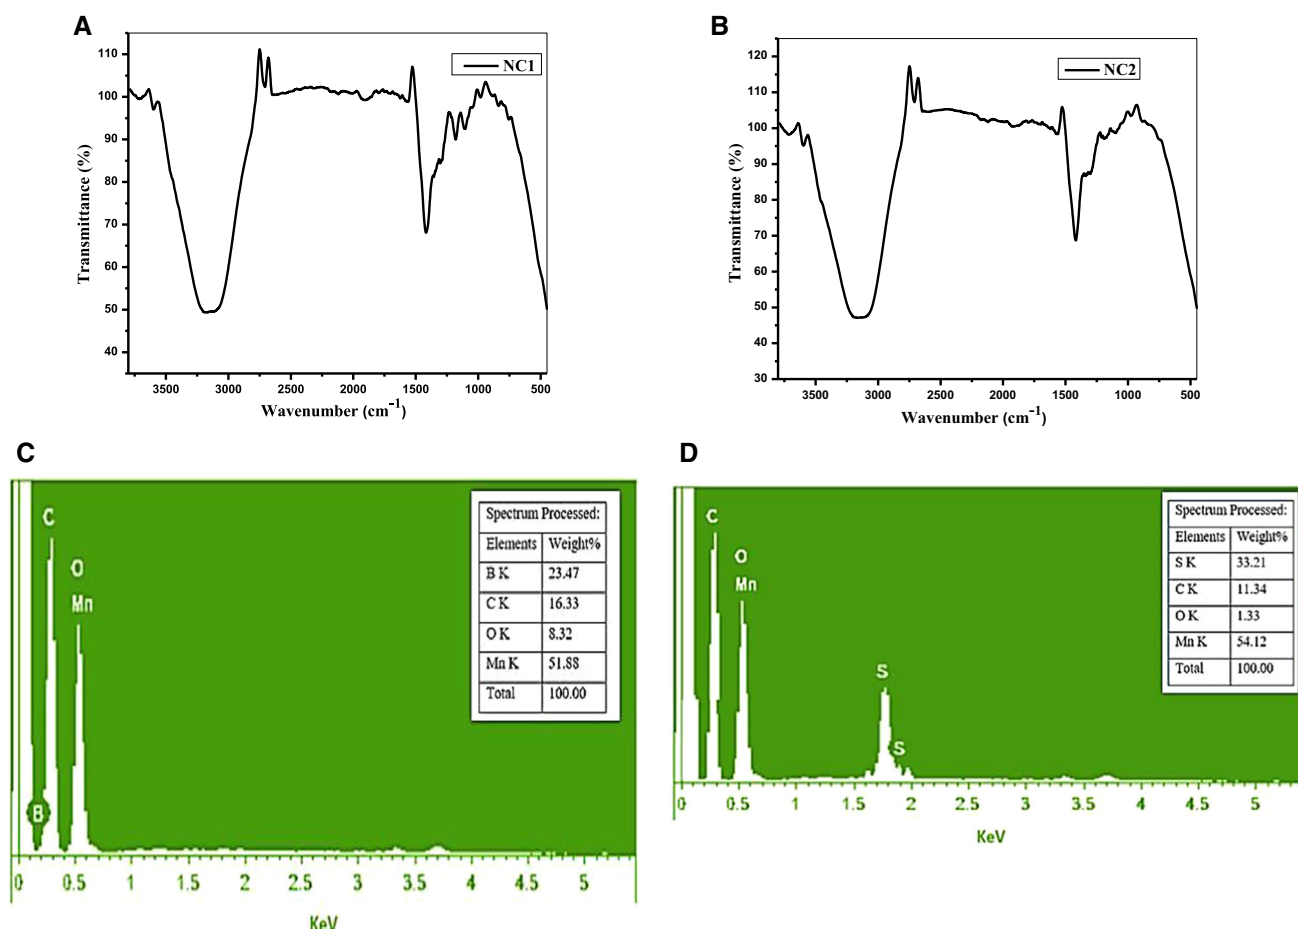 A
NC1
110
100
90
80
70
60
50
40
Transmittance (%)
3500 3000 2500 2000 1500 1000 500
Wavenumber (cm⁻¹)
B
NC2
120
110
100
90
80
70
60
50
40
30
Transmittance (%)
3500 3000 2500 2000 1500 1000 500
Wavenumber (cm⁻¹)
C
C
O
Mn
B
Spectrum Processed:
Elements Weight%
B K 23.47
C K 16.33
O K 8.32
Mn K 51.88
Total 100.00
0 0.5 1 1.5 2 2.5 3 3.5 4 4.5 5
KeV
D
C
O
Mn
S
S
Spectrum Processed:
Elements Weight%
S K 33.21
C K 11.34
O K 1.33
Mn K 54.12
Total 100.00
0 0.5 1 1.5 2 2.5 3 3.5 4 4.5 5
KeV